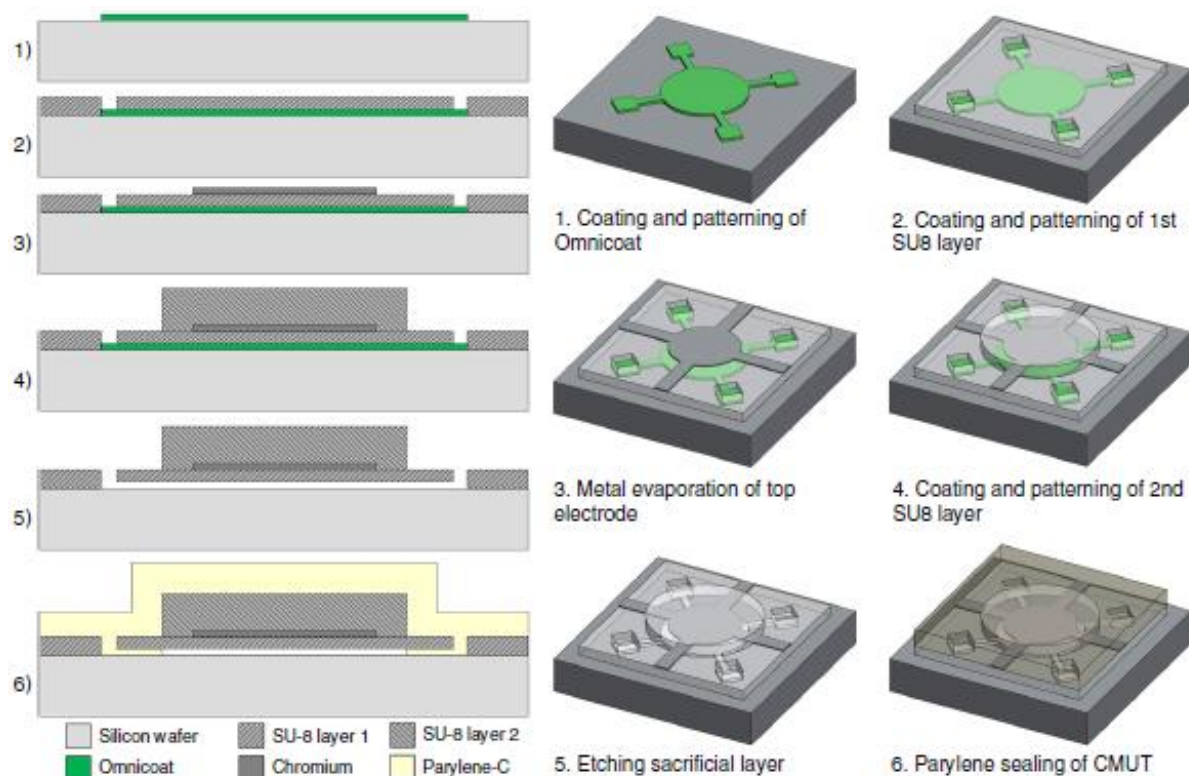 1)
2)
3)
4)
5)
6)
Silicon wafer
SU-8 layer 1
SU-8 layer 2
Omnicoat
Chromium
Parylene-C
1. Coating and patterning of
Omnicoat
2. Coating and patterning of 1st
SU8 layer
3. Metal evaporation of top
electrode
4. Coating and patterning of 2nd
SU8 layer
5. Etching sacrificial layer
6. Parylene sealing of CMUT